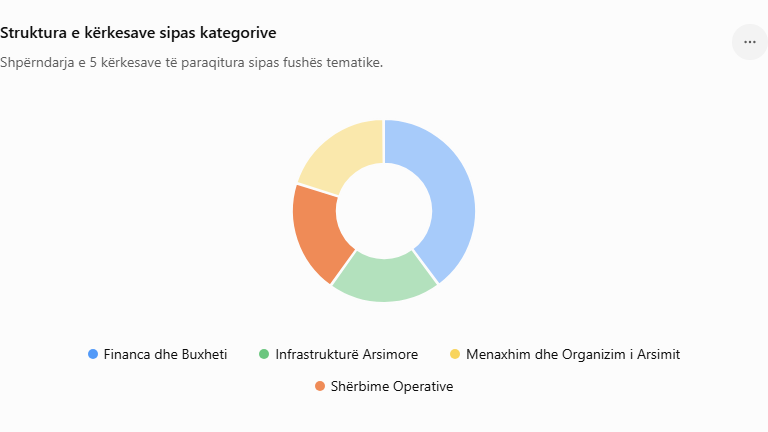 Struktura e kërkesave sipas kategorive
Shpërndarja e 5 kërkesave të paraqitura sipas fushës tematike.
Financa dhe Buxheti
Infrastrukturë Arsimore
Menaxhim dhe Organizim i Arsimit
Shërbime Operative